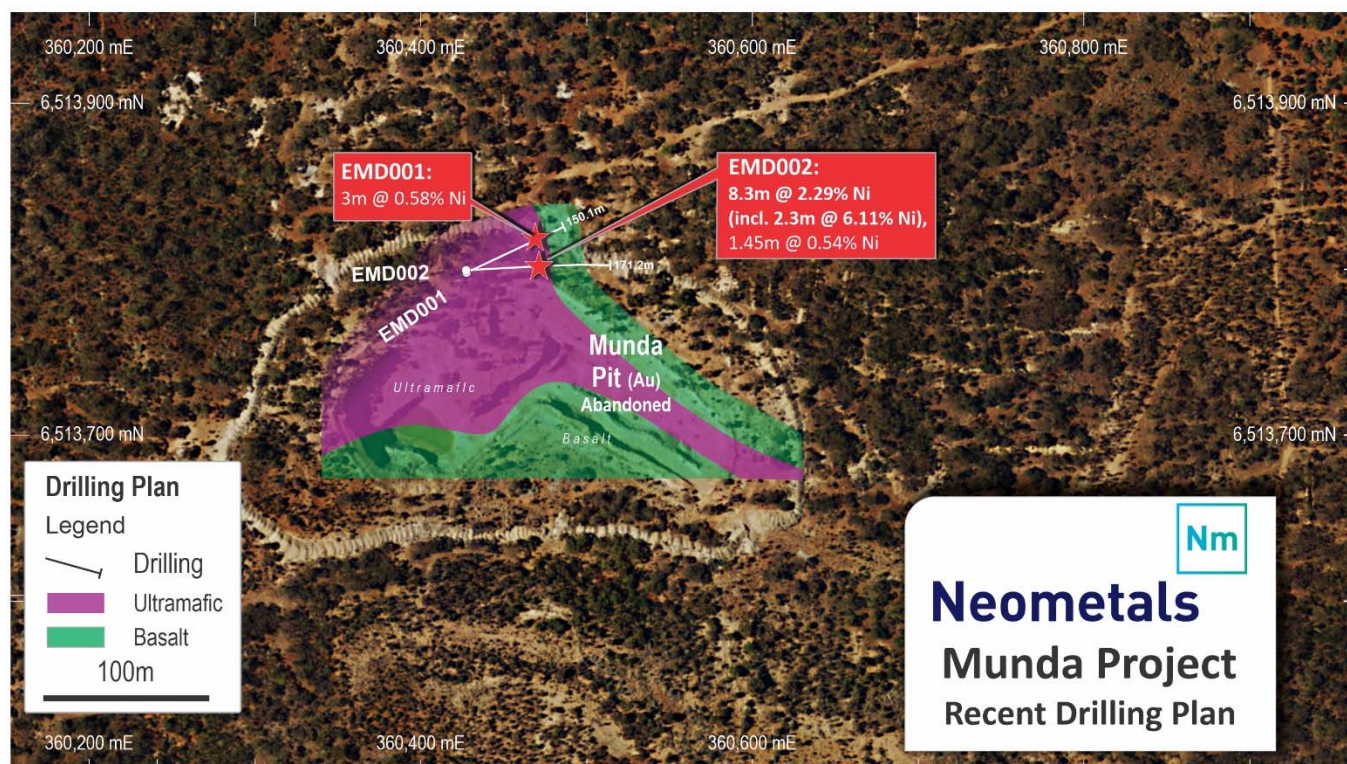 360,200 mE
360,400 mE
360,600 mE
360,800 mE
6,513,900 mN
6,513,900 mN
EMD001:
3m @ 0.58% Ni
EMD002:
8.3m @ 2.29% Ni
(incl. 2.3m @ 6.11% Ni),
1.45m @ 0.54% Ni
150.1m
EMD002
171.2m
EMD001
Munda
Pit (Au)
Abandoned
Ultramafic
Basalt
6,513,700 mN
6,513,700 mN
Drilling Plan
Legend
Drilling
Ultramafic
Basalt
100m
Nm
Neometals
Munda Project
Recent Drilling Plan
360,200 mE
360,400 mE
360,600 mE